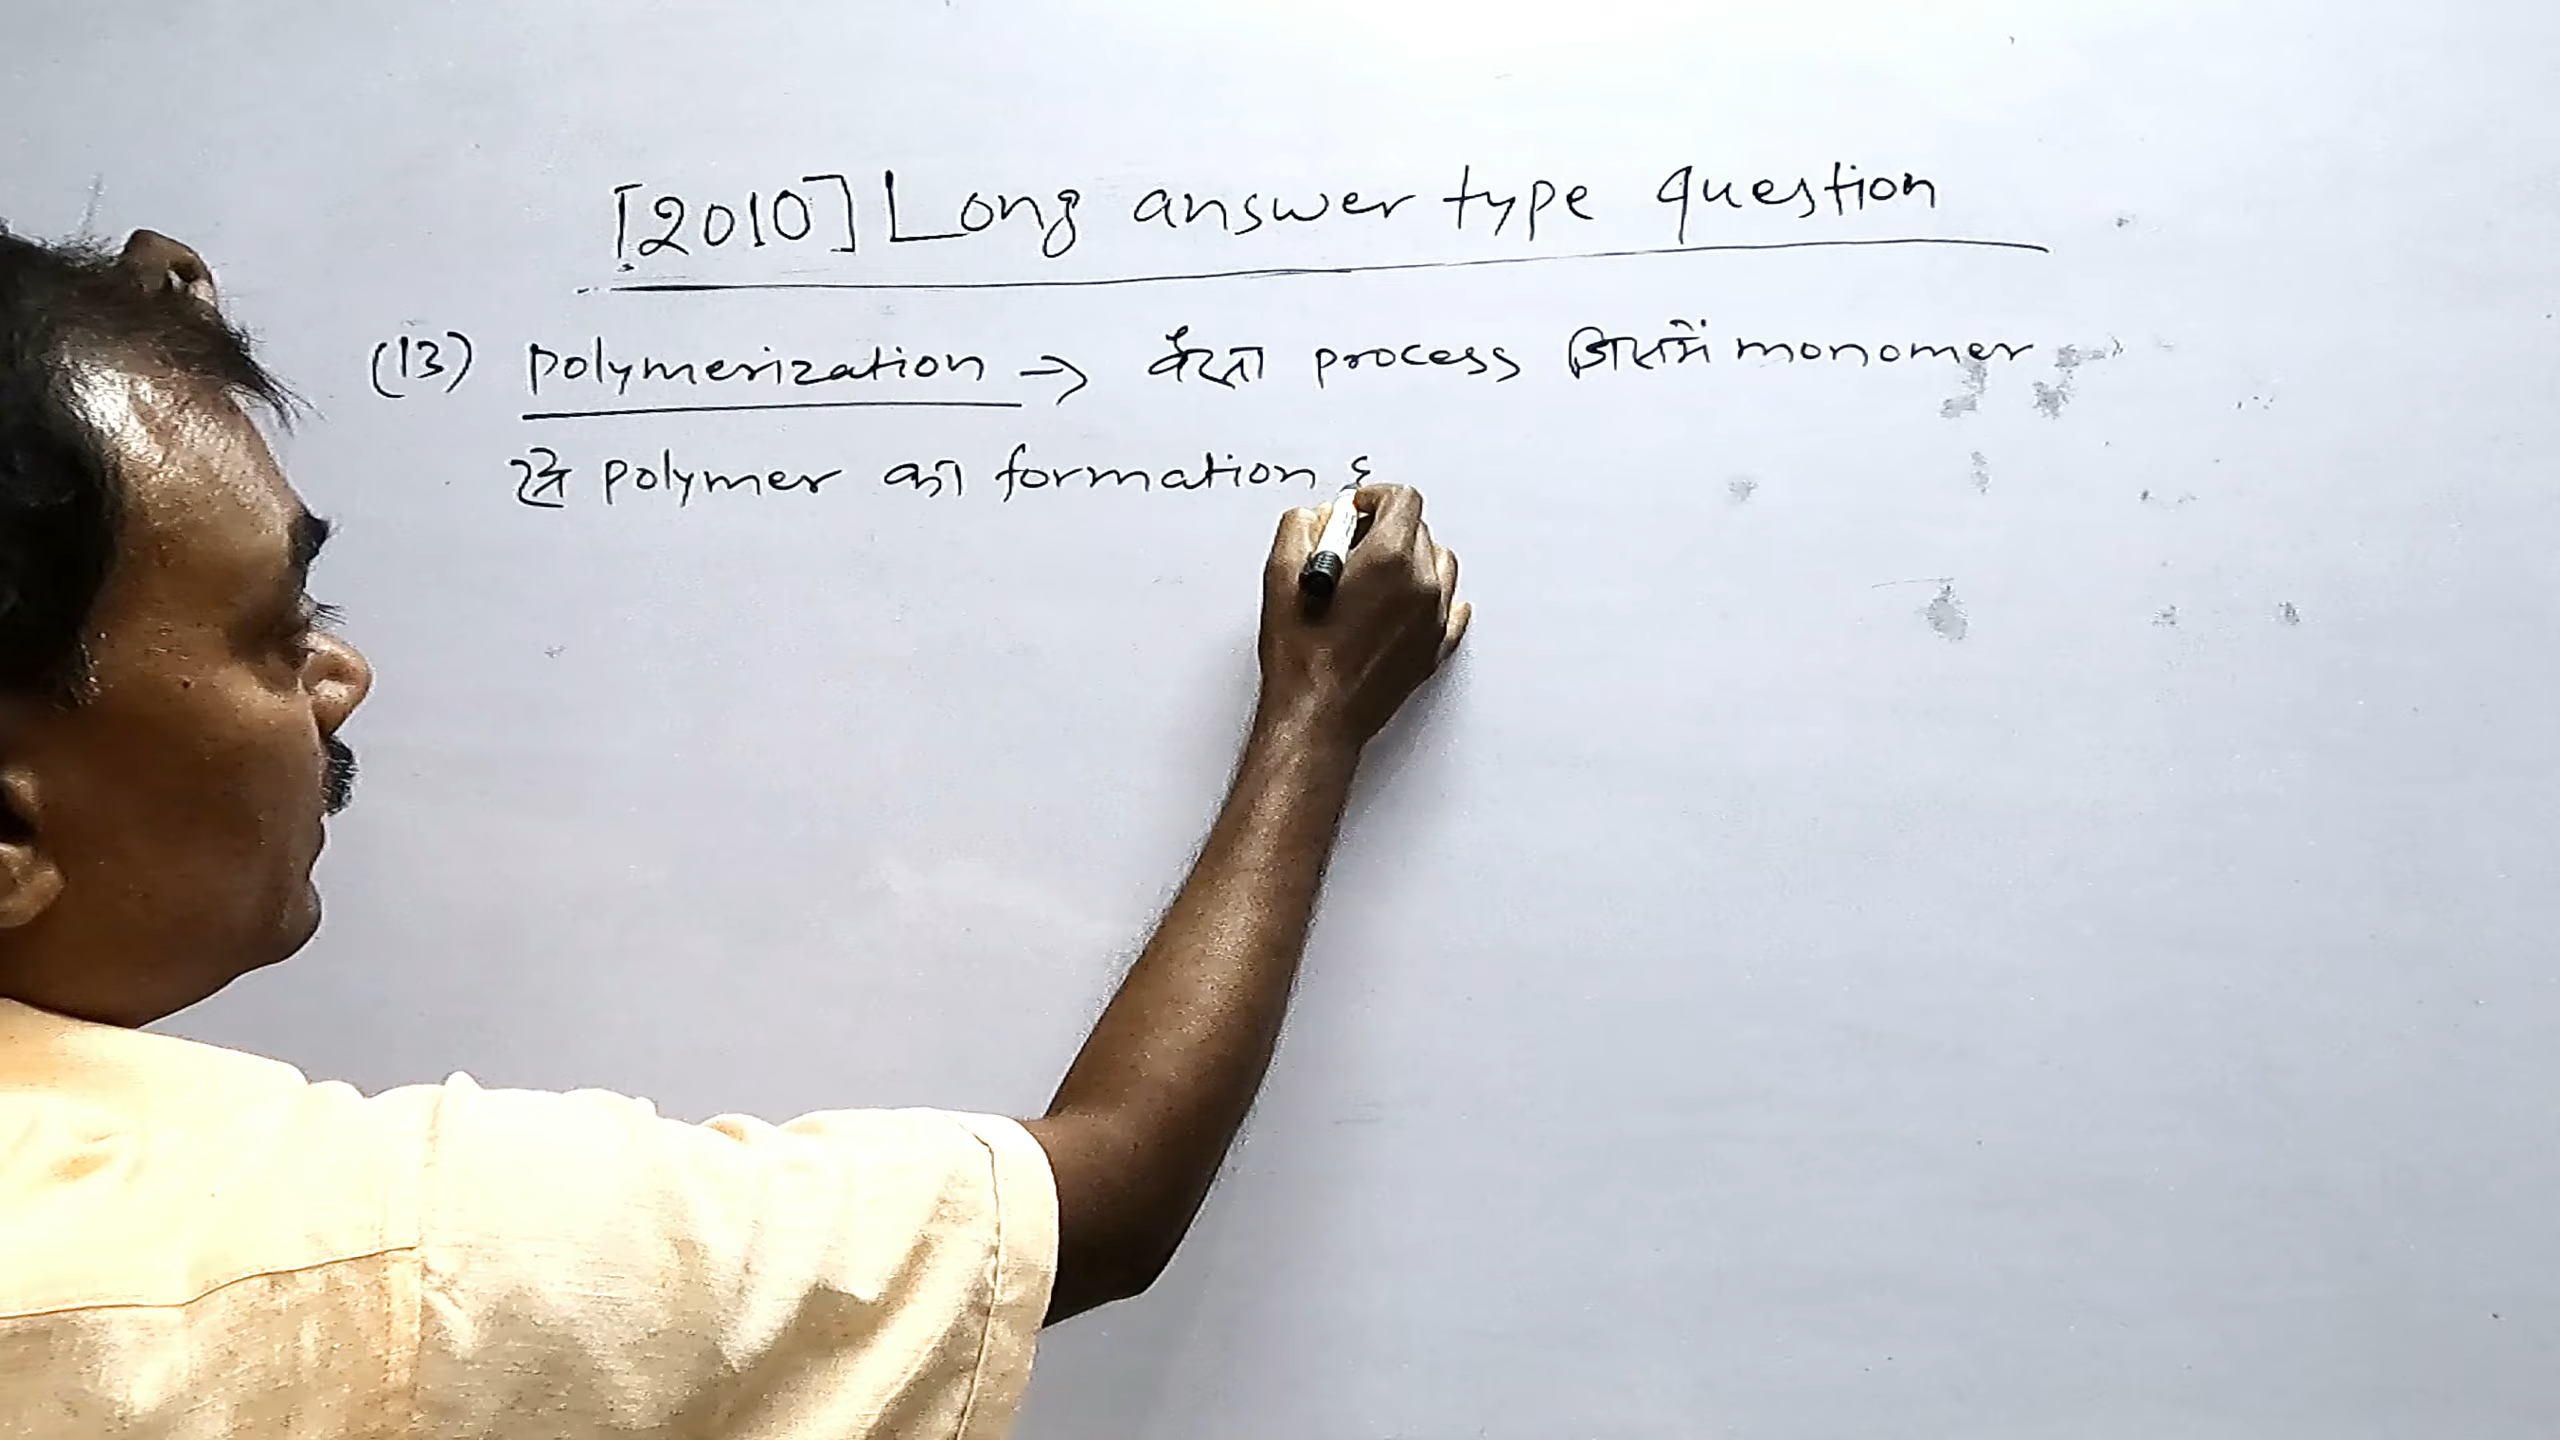 [2010] Long answer type question
(13) polymerization → वैसा process जिसमें monomer
से polymer का formation